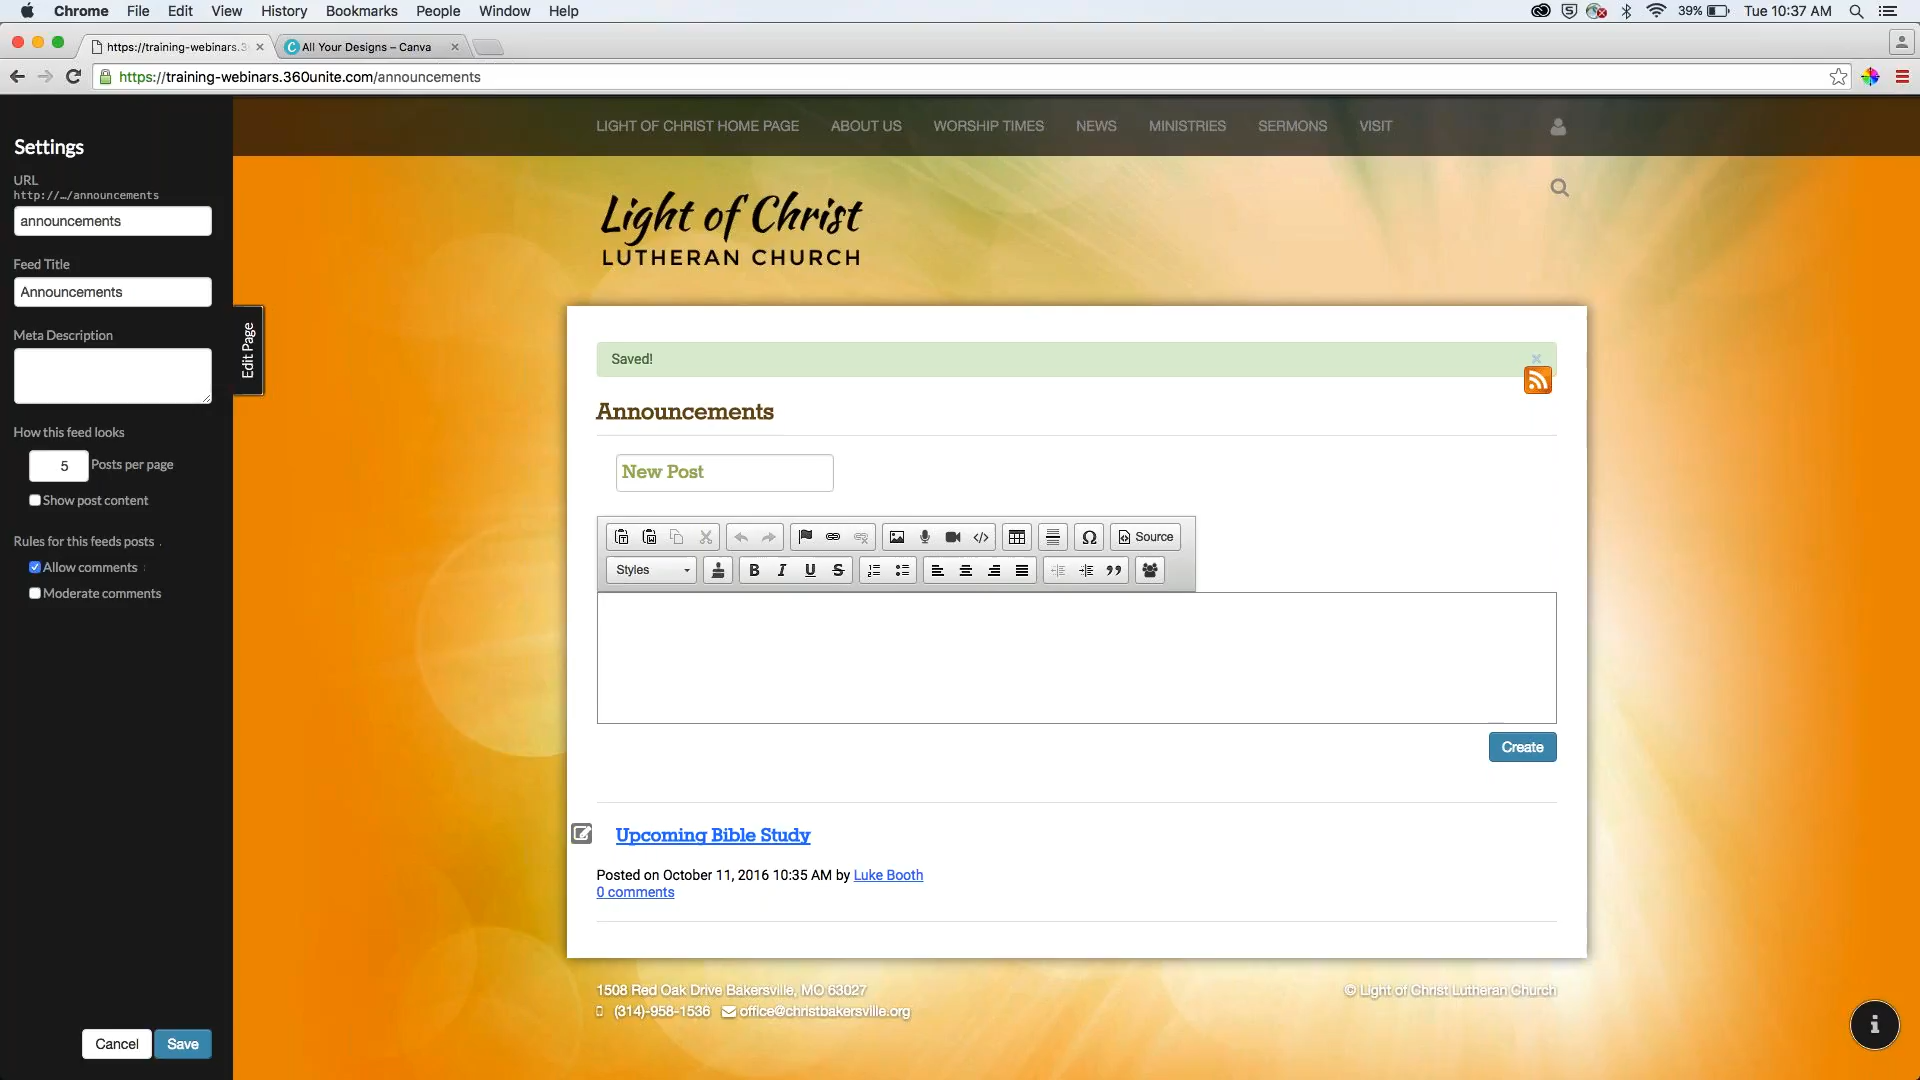 Chrome File Edit View History Bookmarks People Window Help
39% Tue 10:37 AM
https://training-webinars.3
All Your Designs – Canva
https://training-webinars.360unite.com/announcements
Settings
URL
http://…/announcements
announcements
Feed Title
Announcements
Meta Description
How this feed looks
5 Posts per page
Show post content
Rules for this feeds posts
Allow comments
Moderate comments
Cancel Save
Edit Page
LIGHT OF CHRIST HOME PAGE ABOUT US WORSHIP TIMES NEWS MINISTRIES SERMONS VISIT
Light of Christ
LUTHERAN CHURCH
Saved!
Announcements
New Post
Source
Styles B I U S
Create
Upcoming Bible Study
Posted on October 11, 2016 10:35 AM by Luke Booth
0 comments
1508 Red Oak Drive Bakersville, MO 63027
© Light of Christ Lutheran Church
(314)-958-1536 office@christbakersville.org